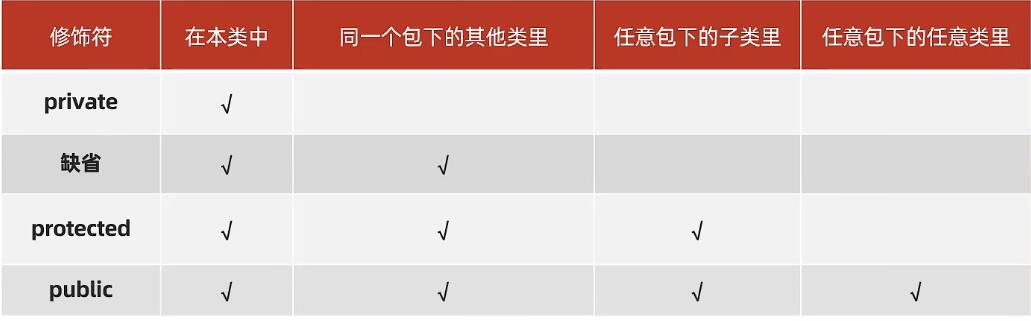 修饰符 在本类中 同一个包下的其他类里 任意包下的子类里 任意包下的任意类里
private √
缺省 √ √
protected √ √ √
public √ √ √ √